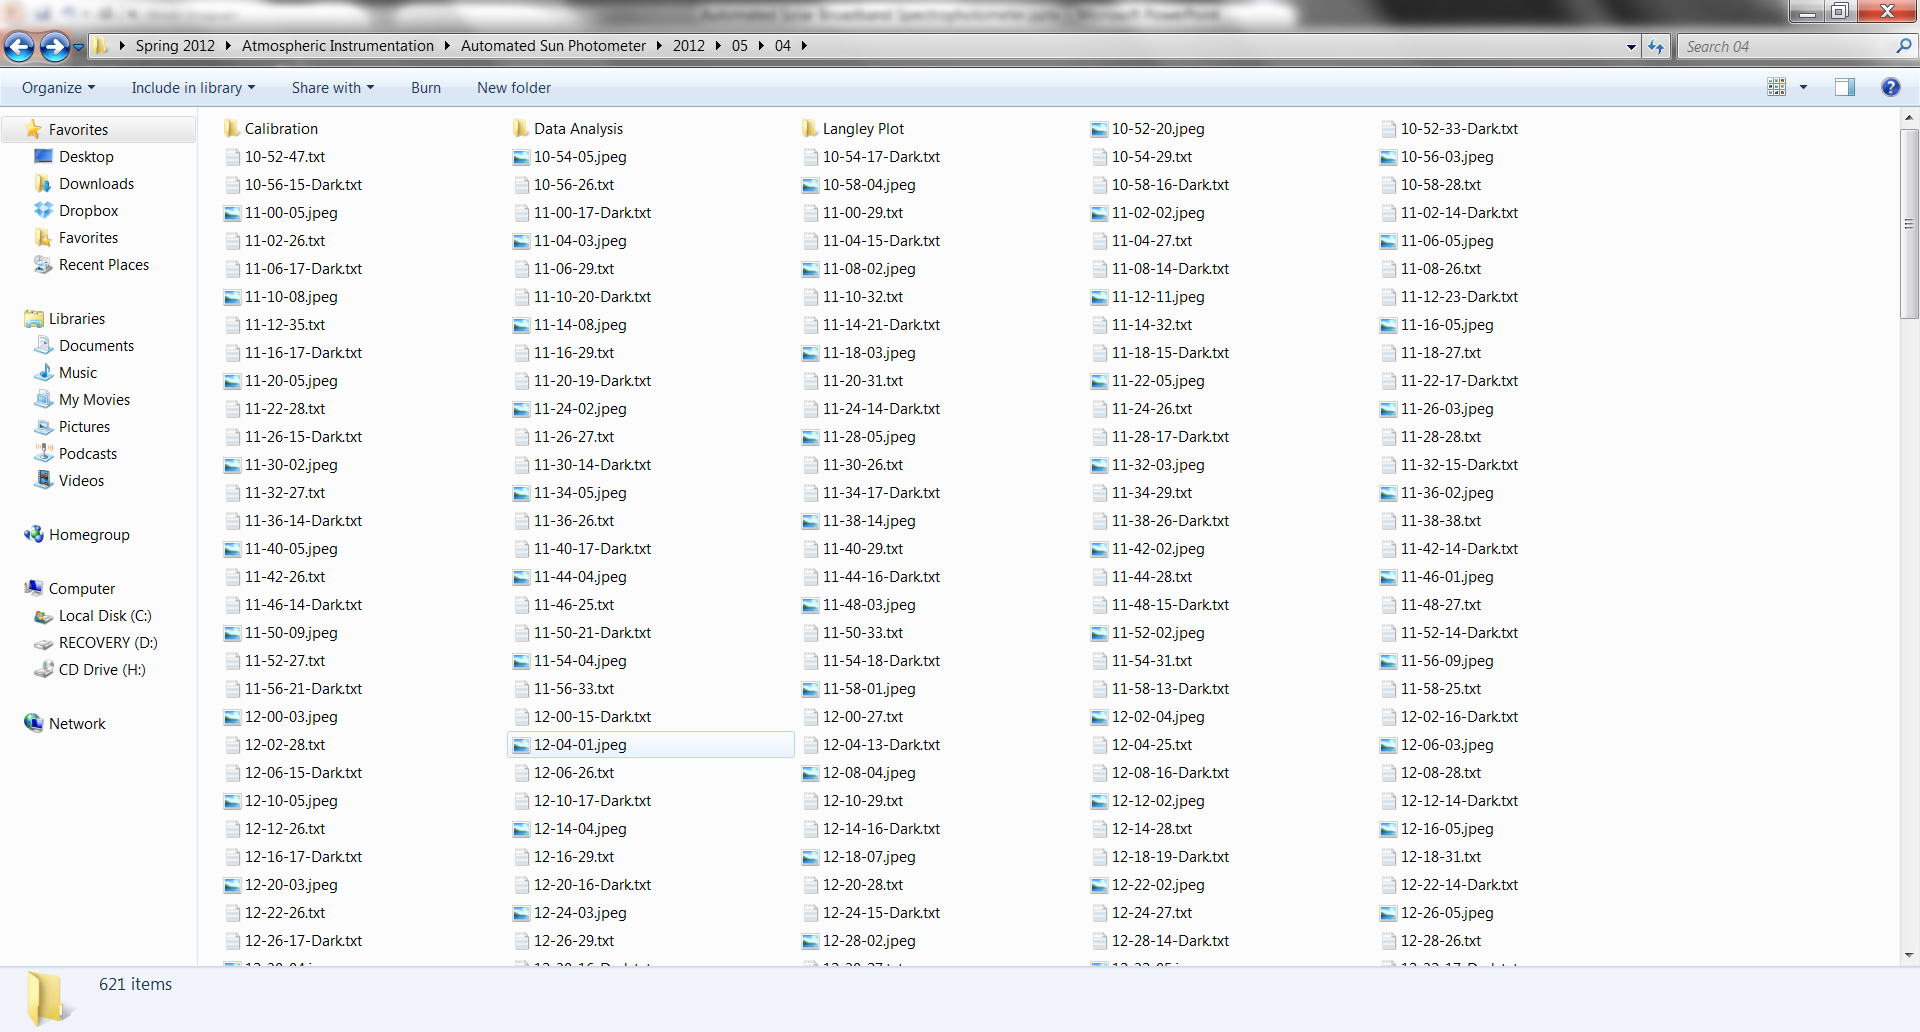 Automated Solar Broadband Spectrophotometer.pptx - Microsoft PowerPoint
Spring 2012 Atmospheric Instrumentation Automated Sun Photometer 2012 05 04
Search 04
Organize Include in library Share with Burn New folder
Favorites
Desktop
Downloads
Dropbox
Favorites
Recent Places
Libraries
Documents
Music
My Movies
Pictures
Podcasts
Videos
Homegroup
Computer
Local Disk (C:)
RECOVERY (D:)
CD Drive (H:)
Network
Calibration Data Analysis Langley Plot 10-52-20.jpeg 10-52-33-Dark.txt
10-52-47.txt 10-54-05.jpeg 10-54-17-Dark.txt 10-54-29.txt 10-56-03.jpeg
10-56-15-Dark.txt 10-56-26.txt 10-58-04.jpeg 10-58-16-Dark.txt 10-58-28.txt
11-00-05.jpeg 11-00-17-Dark.txt 11-00-29.txt 11-02-02.jpeg 11-02-14-Dark.txt
11-02-26.txt 11-04-03.jpeg 11-04-15-Dark.txt 11-04-27.txt 11-06-05.jpeg
11-06-17-Dark.txt 11-06-29.txt 11-08-02.jpeg 11-08-14-Dark.txt 11-08-26.txt
11-10-08.jpeg 11-10-20-Dark.txt 11-10-32.txt 11-12-11.jpeg 11-12-23-Dark.txt
11-12-35.txt 11-14-08.jpeg 11-14-21-Dark.txt 11-14-32.txt 11-16-05.jpeg
11-16-17-Dark.txt 11-16-29.txt 11-18-03.jpeg 11-18-15-Dark.txt 11-18-27.txt
11-20-05.jpeg 11-20-19-Dark.txt 11-20-31.txt 11-22-05.jpeg 11-22-17-Dark.txt
11-22-28.txt 11-24-02.jpeg 11-24-14-Dark.txt 11-24-26.txt 11-26-03.jpeg
11-26-15-Dark.txt 11-26-27.txt 11-28-05.jpeg 11-28-17-Dark.txt 11-28-28.txt
11-30-02.jpeg 11-30-14-Dark.txt 11-30-26.txt 11-32-03.jpeg 11-32-15-Dark.txt
11-32-27.txt 11-34-05.jpeg 11-34-17-Dark.txt 11-34-29.txt 11-36-02.jpeg
11-36-14-Dark.txt 11-36-26.txt 11-38-14.jpeg 11-38-26-Dark.txt 11-38-38.txt
11-40-05.jpeg 11-40-17-Dark.txt 11-40-29.txt 11-42-02.jpeg 11-42-14-Dark.txt
11-42-26.txt 11-44-04.jpeg 11-44-16-Dark.txt 11-44-28.txt 11-46-01.jpeg
11-46-14-Dark.txt 11-46-25.txt 11-48-03.jpeg 11-48-15-Dark.txt 11-48-27.txt
11-50-09.jpeg 11-50-21-Dark.txt 11-50-33.txt 11-52-02.jpeg 11-52-14-Dark.txt
11-52-27.txt 11-54-04.jpeg 11-54-18-Dark.txt 11-54-31.txt 11-56-09.jpeg
11-56-21-Dark.txt 11-56-33.txt 11-58-01.jpeg 11-58-13-Dark.txt 11-58-25.txt
12-00-03.jpeg 12-00-15-Dark.txt 12-00-27.txt 12-02-04.jpeg 12-02-16-Dark.txt
12-02-28.txt 12-04-01.jpeg 12-04-13-Dark.txt 12-04-25.txt 12-06-03.jpeg
12-06-15-Dark.txt 12-06-26.txt 12-08-04.jpeg 12-08-16-Dark.txt 12-08-28.txt
12-10-05.jpeg 12-10-17-Dark.txt 12-10-29.txt 12-12-02.jpeg 12-12-14-Dark.txt
12-12-26.txt 12-14-04.jpeg 12-14-16-Dark.txt 12-14-28.txt 12-16-05.jpeg
12-16-17-Dark.txt 12-16-29.txt 12-18-07.jpeg 12-18-19-Dark.txt 12-18-31.txt
12-20-03.jpeg 12-20-16-Dark.txt 12-20-28.txt 12-22-02.jpeg 12-22-14-Dark.txt
12-22-26.txt 12-24-03.jpeg 12-24-15-Dark.txt 12-24-27.txt 12-26-05.jpeg
12-26-17-Dark.txt 12-26-29.txt 12-28-02.jpeg 12-28-14-Dark.txt 12-28-26.txt
621 items